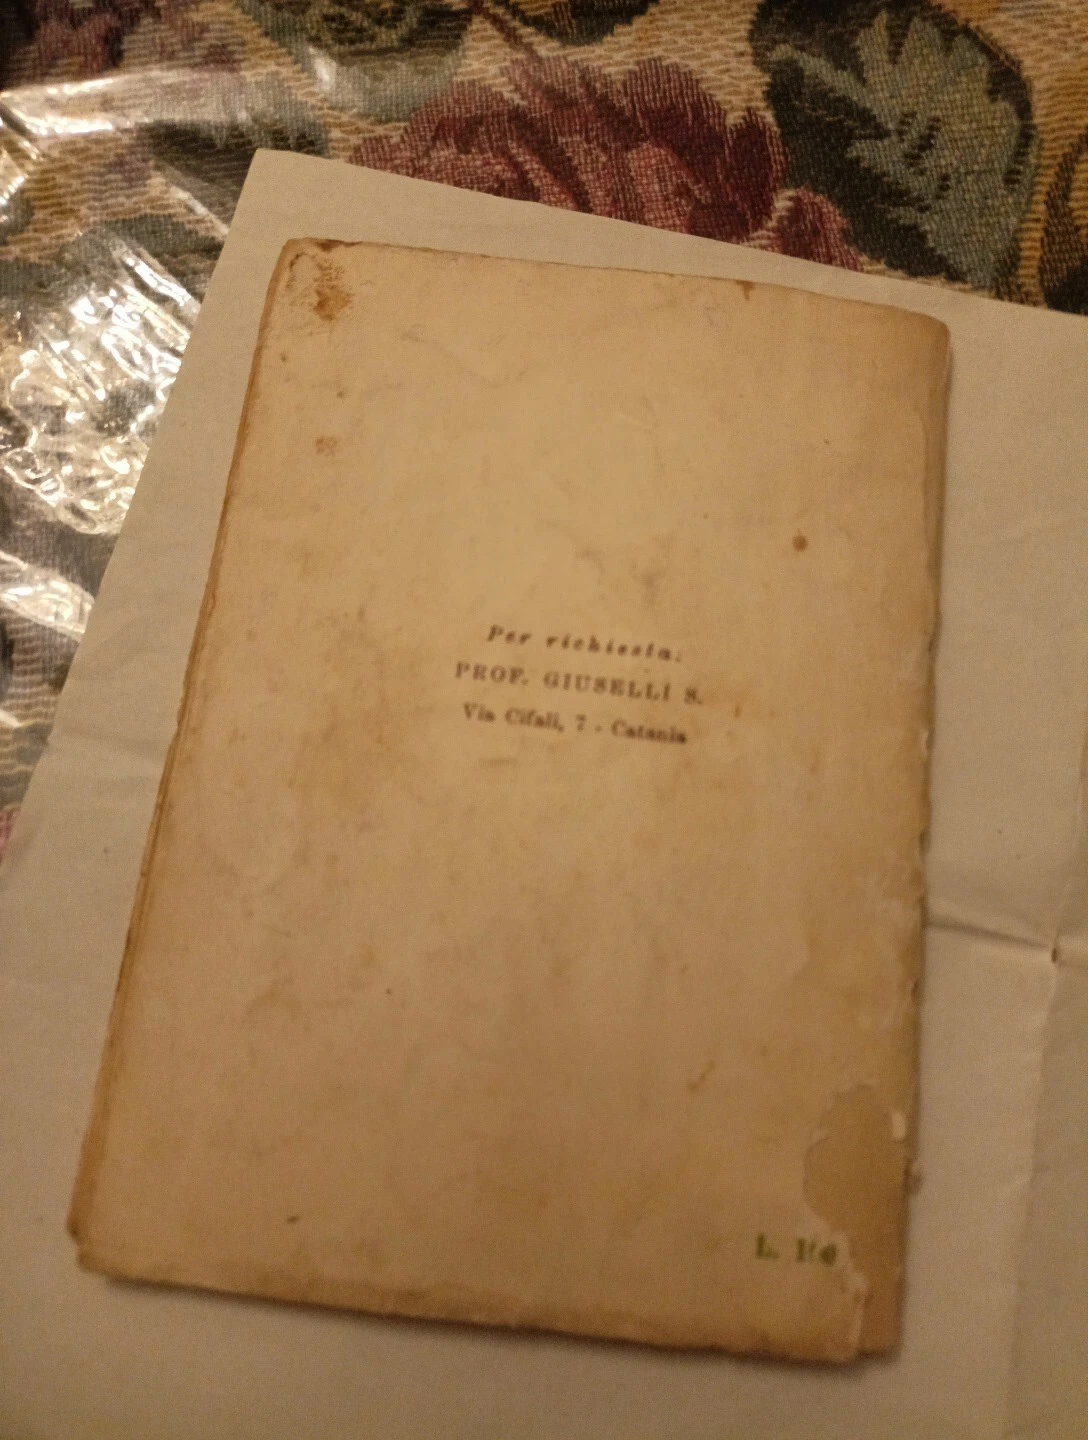 Per richiesta:
PROF. GIUSELLI S.
Via Cifali, 7 - Catania
L.